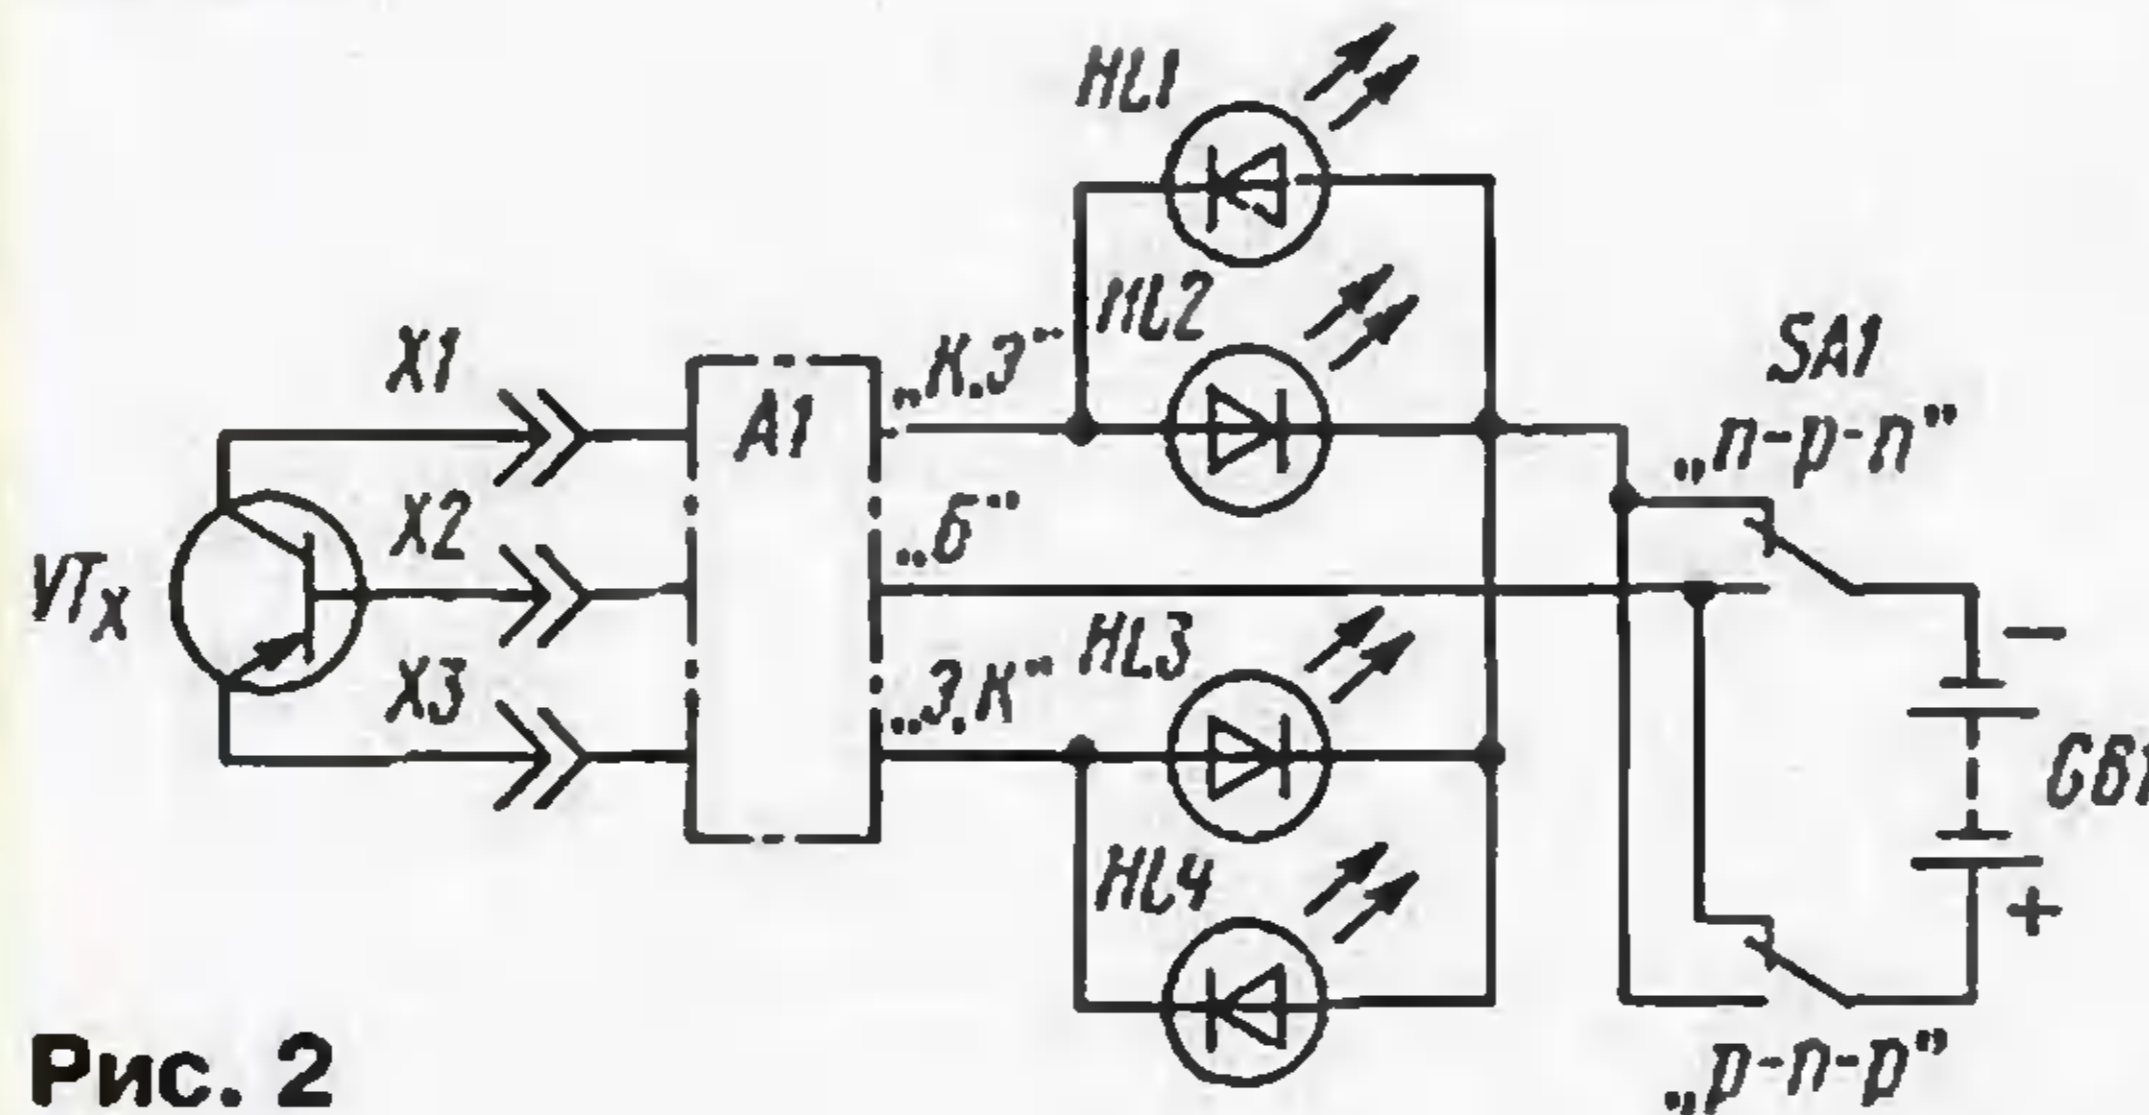 HL1
HL2
X1
„К.Э"
SA1
A1
„n-p-n"
X2
„Б"
VTX
HL3
X3
„Э.К"
GB1
−
+
HL4
„p-n-p"
Рис. 2